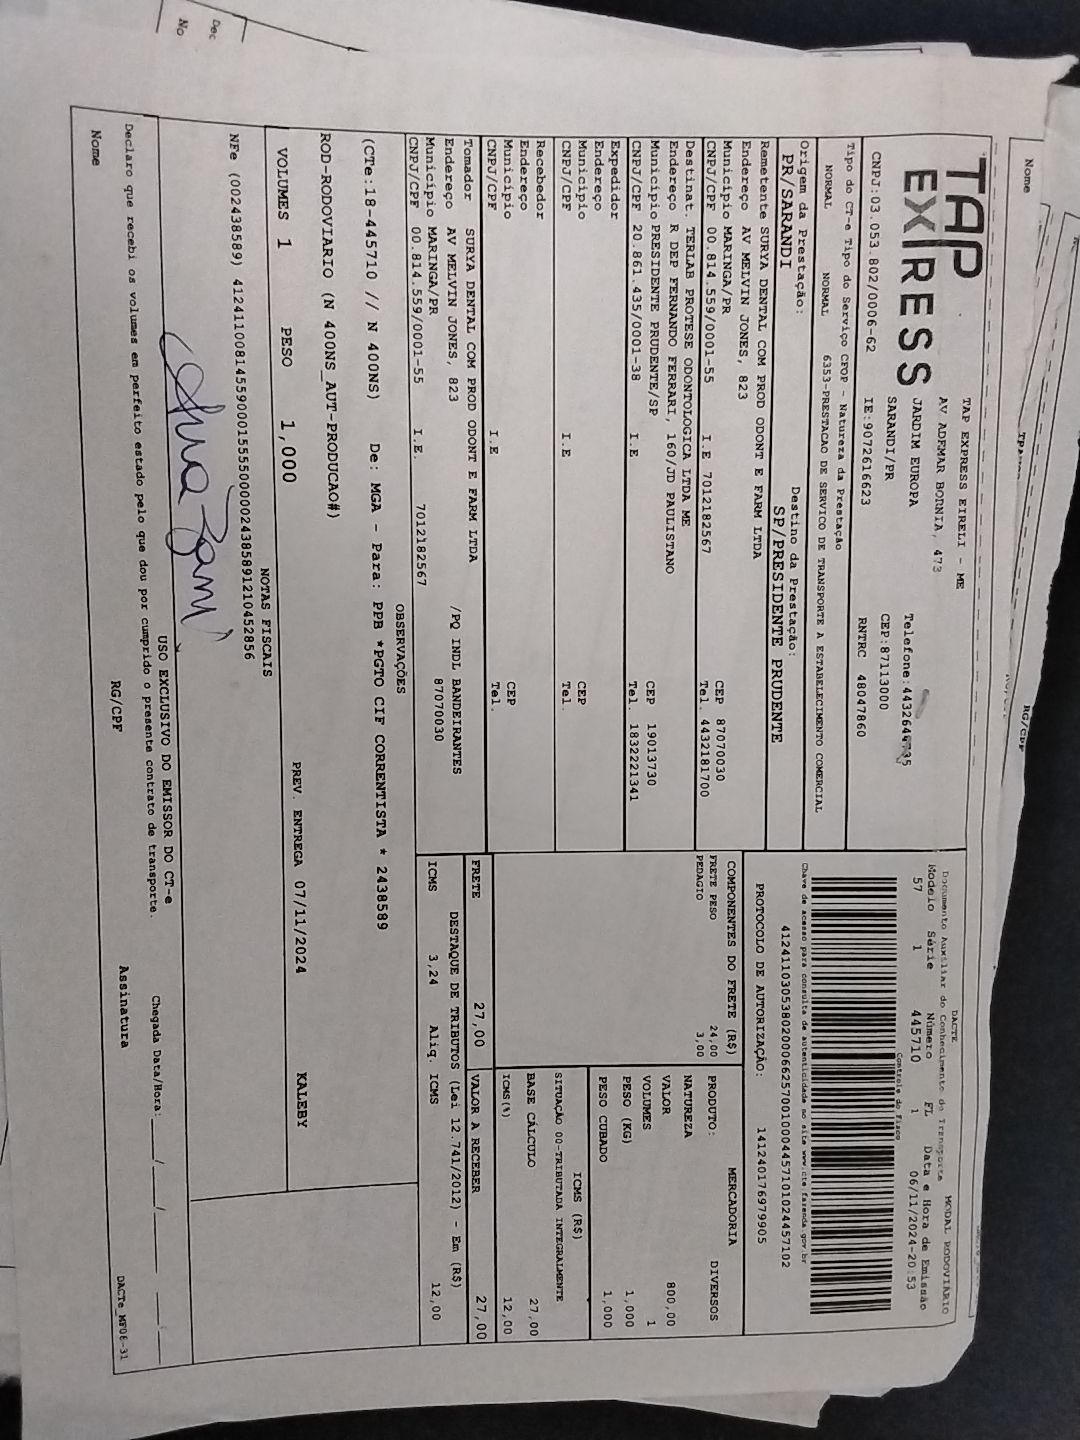 TAP
EXPRESS
TAP EXPRESS EIRELI - ME
AV ADEMAR BORNIA, 473
JARDIM EUROPA
SARANDI/PR
Telefone:
CEP:87113000
CNPJ:03.053.802/0006-62 IE:9072616623 RNTRC 48047860
DACTE
Documento Auxiliar do Conhecimento de Transporte MODAL RODOVIÁRIO
Modelo Série Número FL Data e Hora de Emissão
57 1 445710 1 06/11/2024-20:53
Controle do Fisco
Chave de acesso para consulta de autenticidade no site www.cte.fazenda.gov.br
41241103053802000662570010004457101024457102
PROTOCOLO DE AUTORIZAÇÃO: 141240176979905
Tipo do CT-e Tipo do Serviço CFOP - Natureza da Prestação
NORMAL NORMAL 6353-PRESTACAO DE SERVICO DE TRANSPORTE A ESTABELECIMENTO COMERCIAL
Origem da Prestação: Destino da Prestação:
PR/SARANDI SP/PRESIDENTE PRUDENTE
Remetente SURYA DENTAL COM PROD ODONT E FARM LTDA
Endereço AV MELVIN JONES, 823
Município MARINGA/PR CEP 87070030
CNPJ/CPF 00.814.559/0001-55 I.E 7012182567 Tel. 4432181700
Destinat. TERLAB PROTESE ODONTOLOGICA LTDA ME
Endereço R DEP FERNANDO FERRARI, 160/JD PAULISTANO
Município PRESIDENTE PRUDENTE/SP CEP 19013730
CNPJ/CPF 20.861.435/0001-38 I.E Tel. 1832221341
Expedidor
Endereço
Município CEP
CNPJ/CPF I.E Tel.
Recebedor
Endereço
Município CEP
CNPJ/CPF I.E Tel.
Tomador SURYA DENTAL COM PROD ODONT E FARM LTDA
Endereço AV MELVIN JONES, 823 /PQ INDL BANDEIRANTES
Município MARINGA/PR 87070030
CNPJ/CPF 00.814.559/0001-55 I.E. 7012182567
COMPONENTES DO FRETE (R$)
FRETE PESO 24,00
PEDAGIO 3,00
MERCADORIA
PRODUTO: DIVERSOS
NATUREZA
VALOR 800,00
VOLUMES 1
PESO (KG) 1,000
PESO CUBADO 1,000
ICMS (R$)
SITUAÇÃO 00-TRIBUTADA INTEGRALMENTE
BASE CÁLCULO 27,00
ICMS(%) 12,00
FRETE 27,00 VALOR A RECEBER 27,00
DESTAQUE DE TRIBUTOS (Lei 12.741/2012) - Em (R$)
ICMS 3,24 Aliq. ICMS 12,00
OBSERVAÇÕES
(CTe:18-445710 // N 400NS) De: MGA - Para: PPB *PGTO CIF CORRENTISTA * 2438589
ROD-RODOVIARIO (N 400NS_AUT-PRODUCAO#)
VOLUMES 1 PESO 1,000 PREV. ENTREGA 07/11/2024 KALEBY
NOTAS FISCAIS
NFe (002438589) 41241100814559000155550000024385891210452856
USO EXCLUSIVO DO EMISSOR DO CT-e
Chegada Data/Hora: __/__/____ __:__
Declaro que recebi os volumes em perfeito estado pelo que dou por cumprido o presente contrato de transporte.
Nome RG/CPF Assinatura
DACTe_MF06-31
Nome
RG/CPF